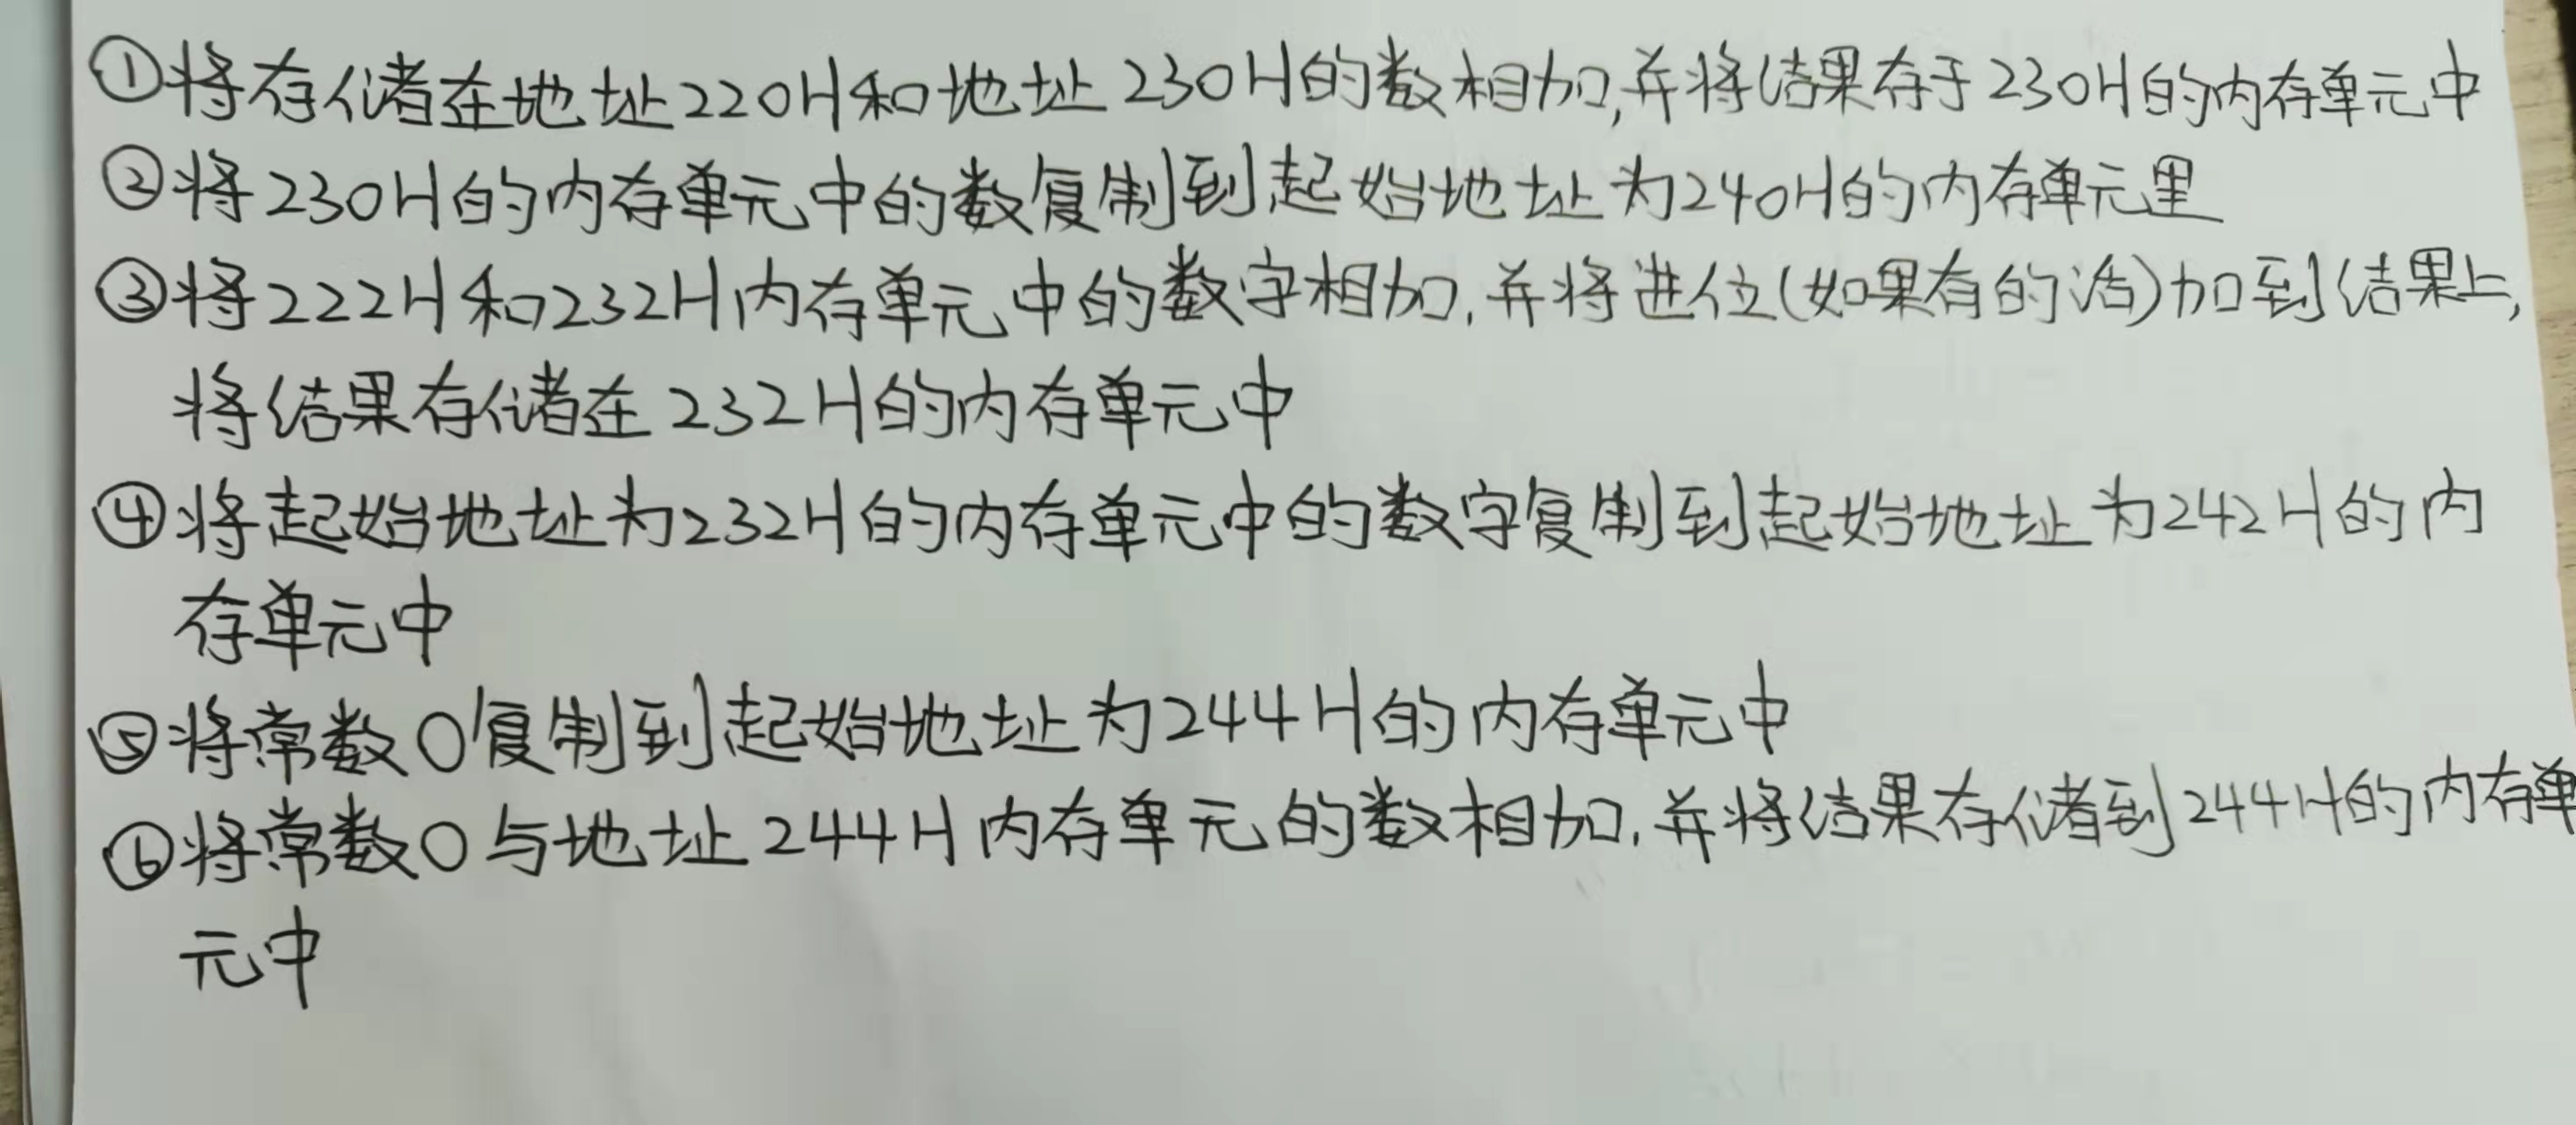 ①将存储在地址220H和地址230H的数相加,并将结果存于230H的内存单元中
②将230H的内存单元中的数复制到起始地址为240H的内存单元里
③将222H和232H内存单元中的数字相加,并将进位(如果有的话)加到结果上,
将结果存储在232H的内存单元中
④将起始地址为232H的内存单元中的数字复制到起始地址为242H的内
存单元中
⑤将常数0复制到起始地址为244H的内存单元中
⑥将常数0与地址244H内存单元的数相加,并将结果存储到244H的内存单
元中